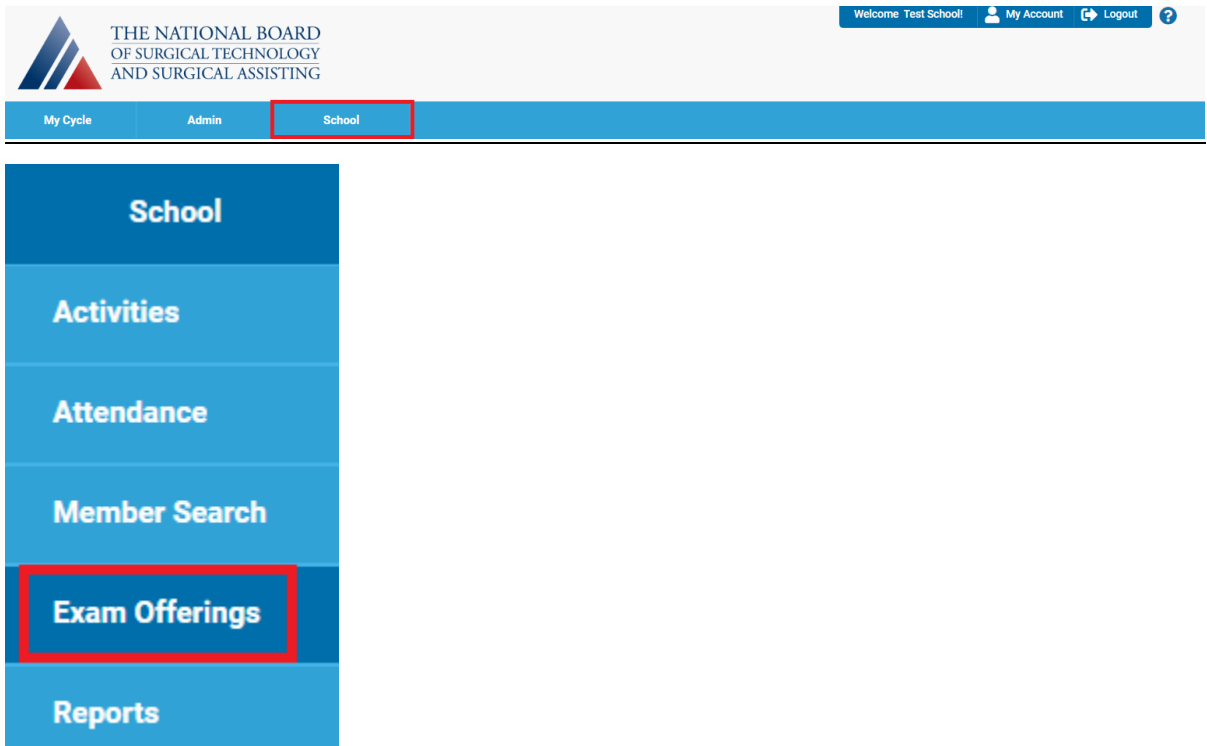 Welcome Test School! My Account Logout ?
THE NATIONAL BOARD
OF SURGICAL TECHNOLOGY
AND SURGICAL ASSISTING
My Cycle Admin School
School
Activities
Attendance
Member Search
Exam Offerings
Reports